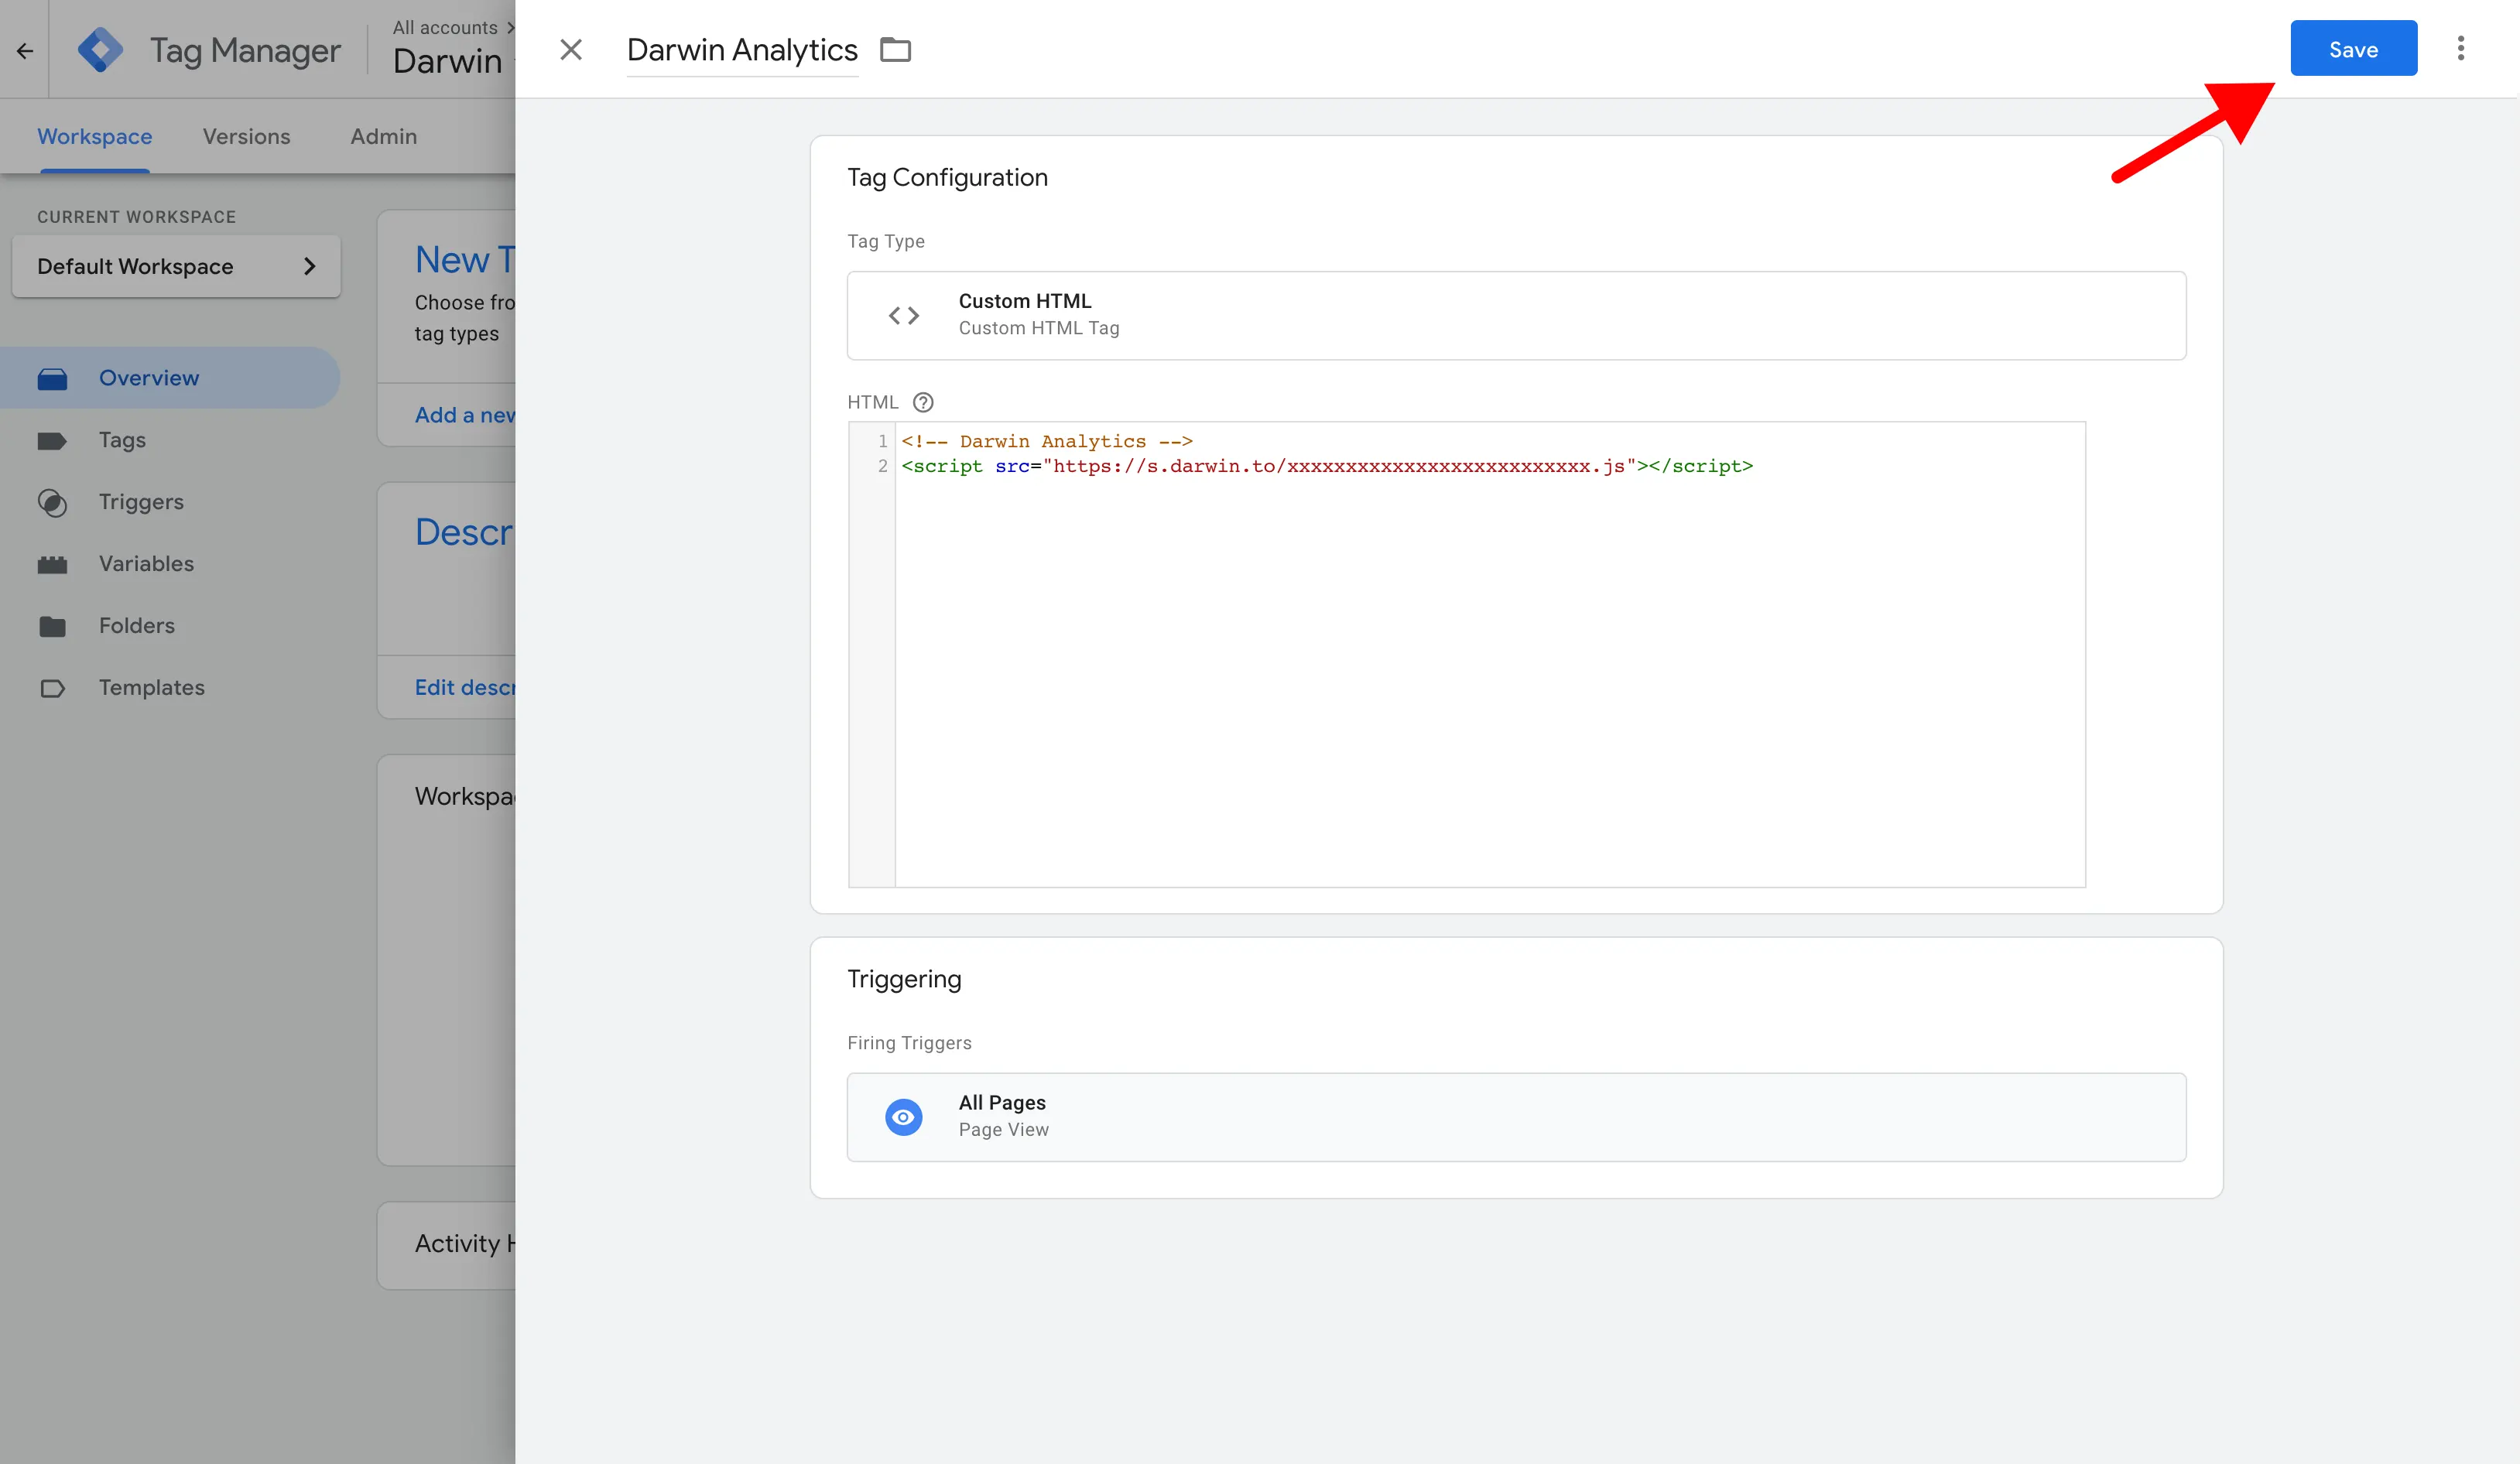 Tag Manager
All accounts >
Darwin
Darwin Analytics
Save
Workspace
Versions
Admin
CURRENT WORKSPACE
Default Workspace
Overview
Tags
Triggers
Variables
Folders
Templates
New T
Choose fro
tag types
Add a new
Descr
Edit descr
Workspa
Activity H
Tag Configuration
Tag Type
Custom HTML
Custom HTML Tag
HTML
1 <!-- Darwin Analytics -->
2 <script src="https://s.darwin.to/xxxxxxxxxxxxxxxxxxxxxxxxxx.js"></script>
Triggering
Firing Triggers
All Pages
Page View